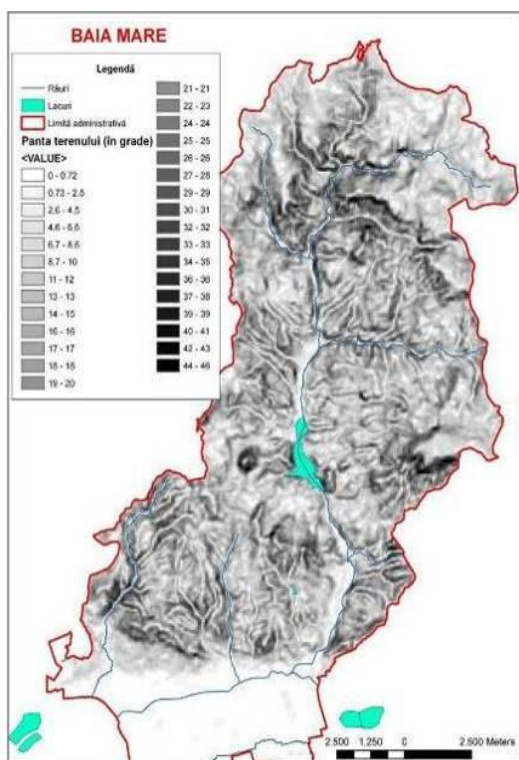 BAIA MARE
Legendă
Râuri
Lacuri
Limită administrativă
Panta terenului (în grade)
<VALUE>
0 - 0.72
0.73 - 2.5
2.6 - 4.5
4.6 - 6.6
6.7 - 8.6
8.7 - 10
11 - 12
13 - 13
14 - 15
16 - 16
17 - 17
18 - 18
19 - 20
21 - 21
22 - 23
24 - 24
25 - 25
26 - 26
27 - 28
29 - 29
30 - 31
32 - 32
33 - 33
34 - 35
36 - 36
37 - 38
39 - 39
40 - 41
42 - 43
44 - 46
2.500 1.250 0 2.500 Meters